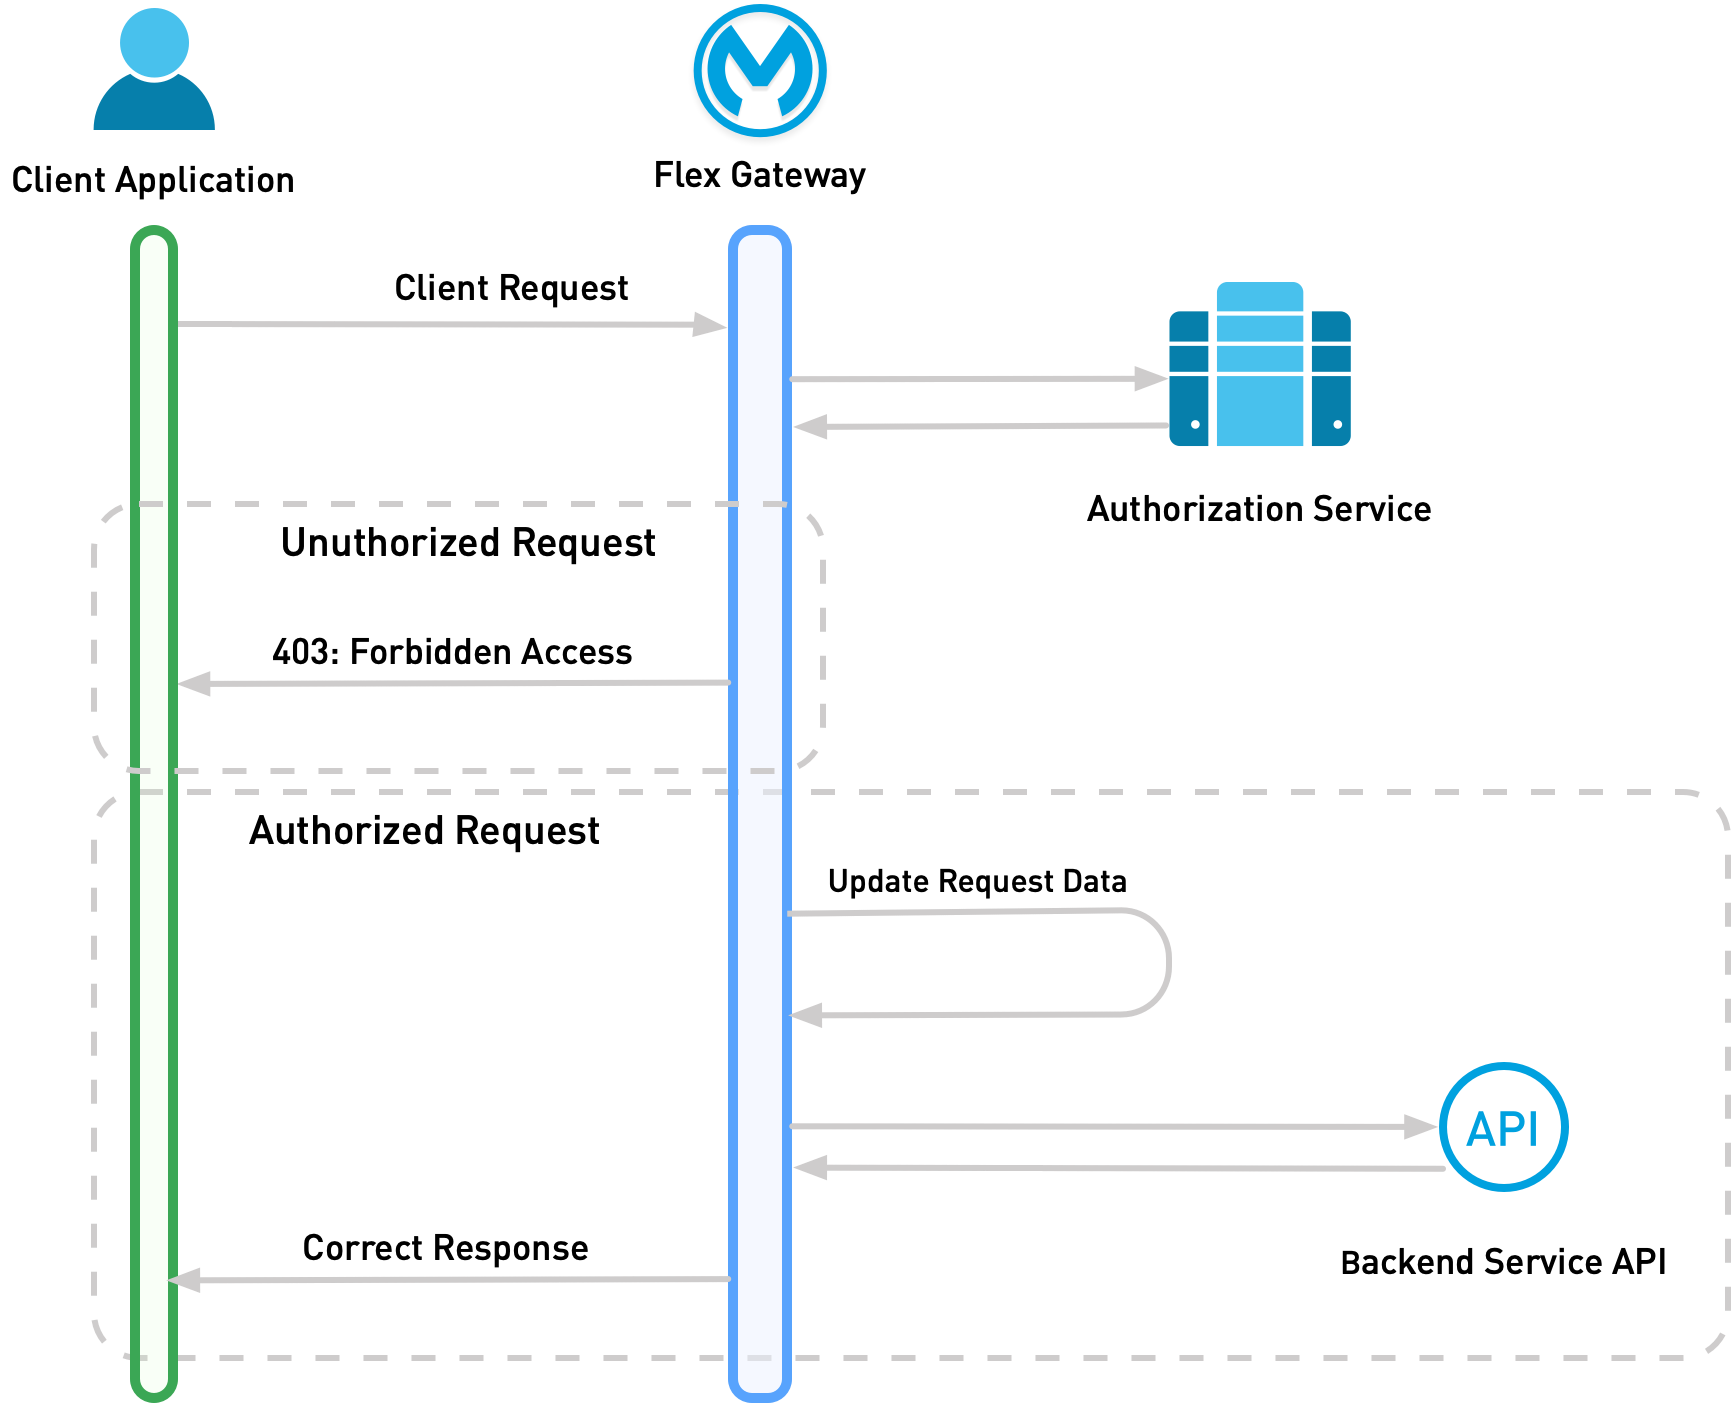 Client Application
Flex Gateway
Client Request
Authorization Service
Unuthorized Request
403: Forbidden Access
Authorized Request
Update Request Data
API
Correct Response
Backend Service API